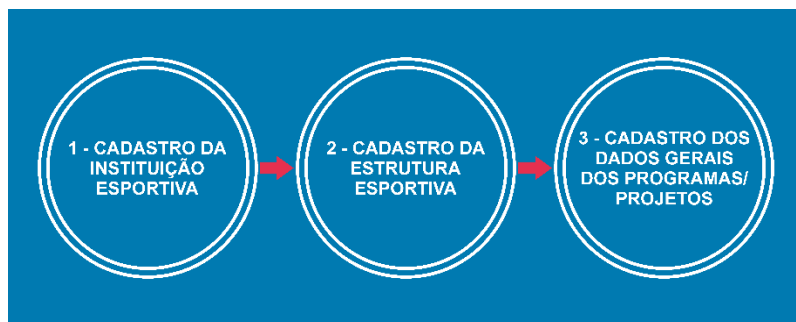 1 - CADASTRO DA
INSTITUIÇÃO
ESPORTIVA
2 - CADASTRO DA
ESTRUTURA
ESPORTIVA
3 - CADASTRO DOS
DADOS GERAIS
DOS PROGRAMAS/
PROJETOS